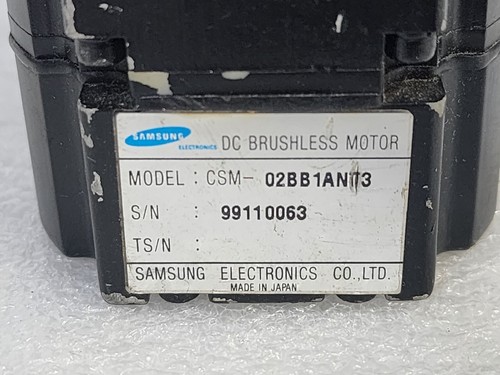 SAMSUNG
ELECTRONICS
DC BRUSHLESS MOTOR
MODEL : CSM- 02BB1ANT3
S/N : 99110063
TS/N :
SAMSUNG ELECTRONICS CO.,LTD.
MADE IN JAPAN